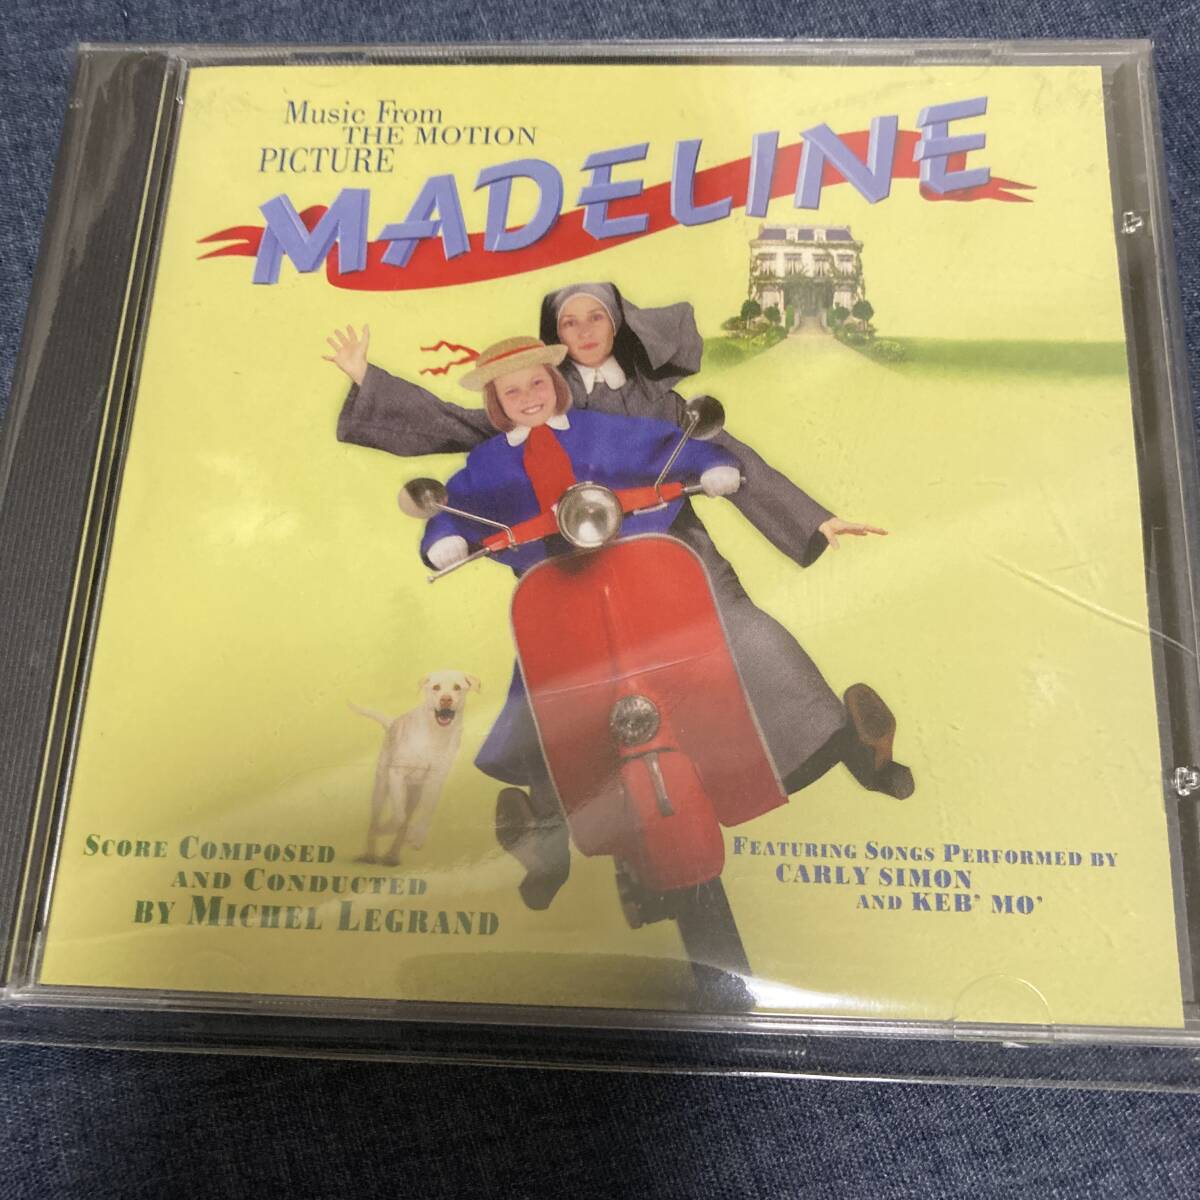 Music From
THE MOTION
PICTURE
MADELINE
SCORE COMPOSED
AND CONDUCTED
BY MICHEL LEGRAND
FEATURING SONGS PERFORMED BY
CARLY SIMON
AND KEB' MO'